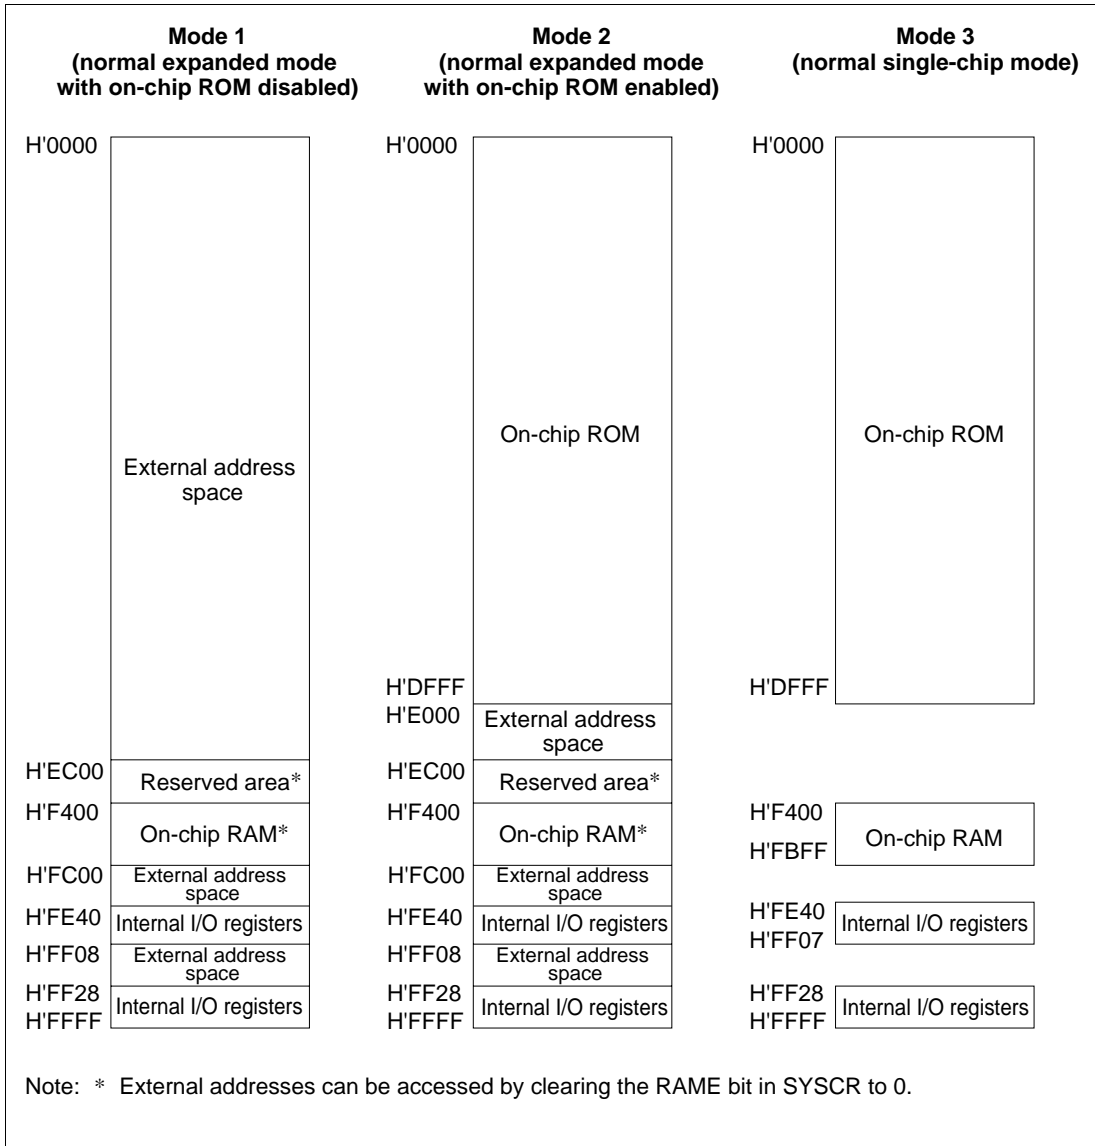 Mode 1
(normal expanded mode
with on-chip ROM disabled)
H'0000
External address
space
H'EC00
Reserved area*
H'F400
On-chip RAM*
H'FC00
External address
space
H'FE40
Internal I/O registers
H'FF08
External address
space
H'FF28
Internal I/O registers
H'FFFF
Mode 2
(normal expanded mode
with on-chip ROM enabled)
H'0000
On-chip ROM
H'DFFF
H'E000
External address
space
H'EC00
Reserved area*
H'F400
On-chip RAM*
H'FC00
External address
space
H'FE40
Internal I/O registers
H'FF08
External address
space
H'FF28
Internal I/O registers
H'FFFF
Mode 3
(normal single-chip mode)
H'0000
On-chip ROM
H'DFFF
H'F400
On-chip RAM
H'FBFF
H'FE40
Internal I/O registers
H'FF07
H'FF28
Internal I/O registers
H'FFFF
Note: * External addresses can be accessed by clearing the RAME bit in SYSCR to 0.